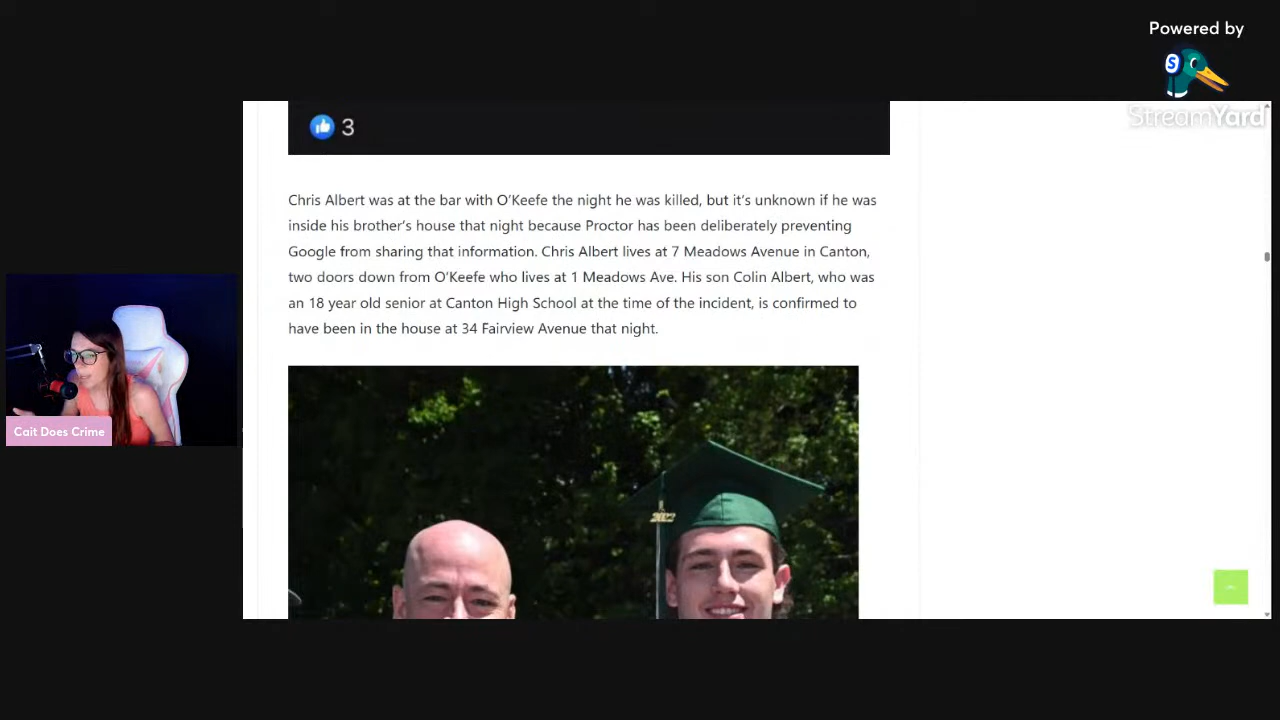 Powered by
S
StreamYard
3
Chris Albert was at the bar with O’Keefe the night he was killed, but it’s unknown if he was
inside his brother’s house that night because Proctor has been deliberately preventing
Google from sharing that information. Chris Albert lives at 7 Meadows Avenue in Canton,
two doors down from O’Keefe who lives at 1 Meadows Ave. His son Colin Albert, who was
an 18 year old senior at Canton High School at the time of the incident, is confirmed to
have been in the house at 34 Fairview Avenue that night.
Cait Does Crime
2022